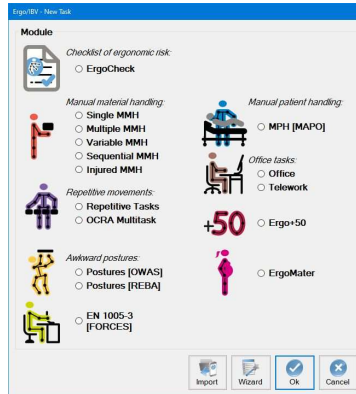 Ergo/IBV - New Task
Module
Checklist of ergonomic risk:
ErgoCheck
Manual material handling:
Single MMH
Multiple MMH
Variable MMH
Sequential MMH
Injured MMH
Repetitive movements:
Repetitive Tasks
OCRA Multitask
Awkward postures:
Postures [OWAS]
Postures [REBA]
EN 1005-3
[FORCES]
Manual patient handling:
MPH [MAPO]
Office tasks:
Office
Telework
+50
Ergo+50
ErgoMater
Import
Wizard
Ok
Cancel